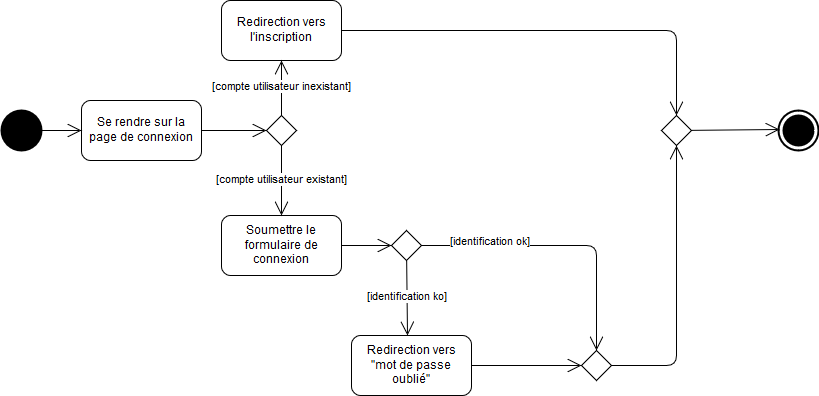 Redirection vers
l'inscription
[compte utilisateur inexistant]
Se rendre sur la
page de connexion
[compte utilisateur existant]
Soumettre le
formulaire de
connexion
[identification ok]
[identification ko]
Redirection vers
"mot de passe
oublié"